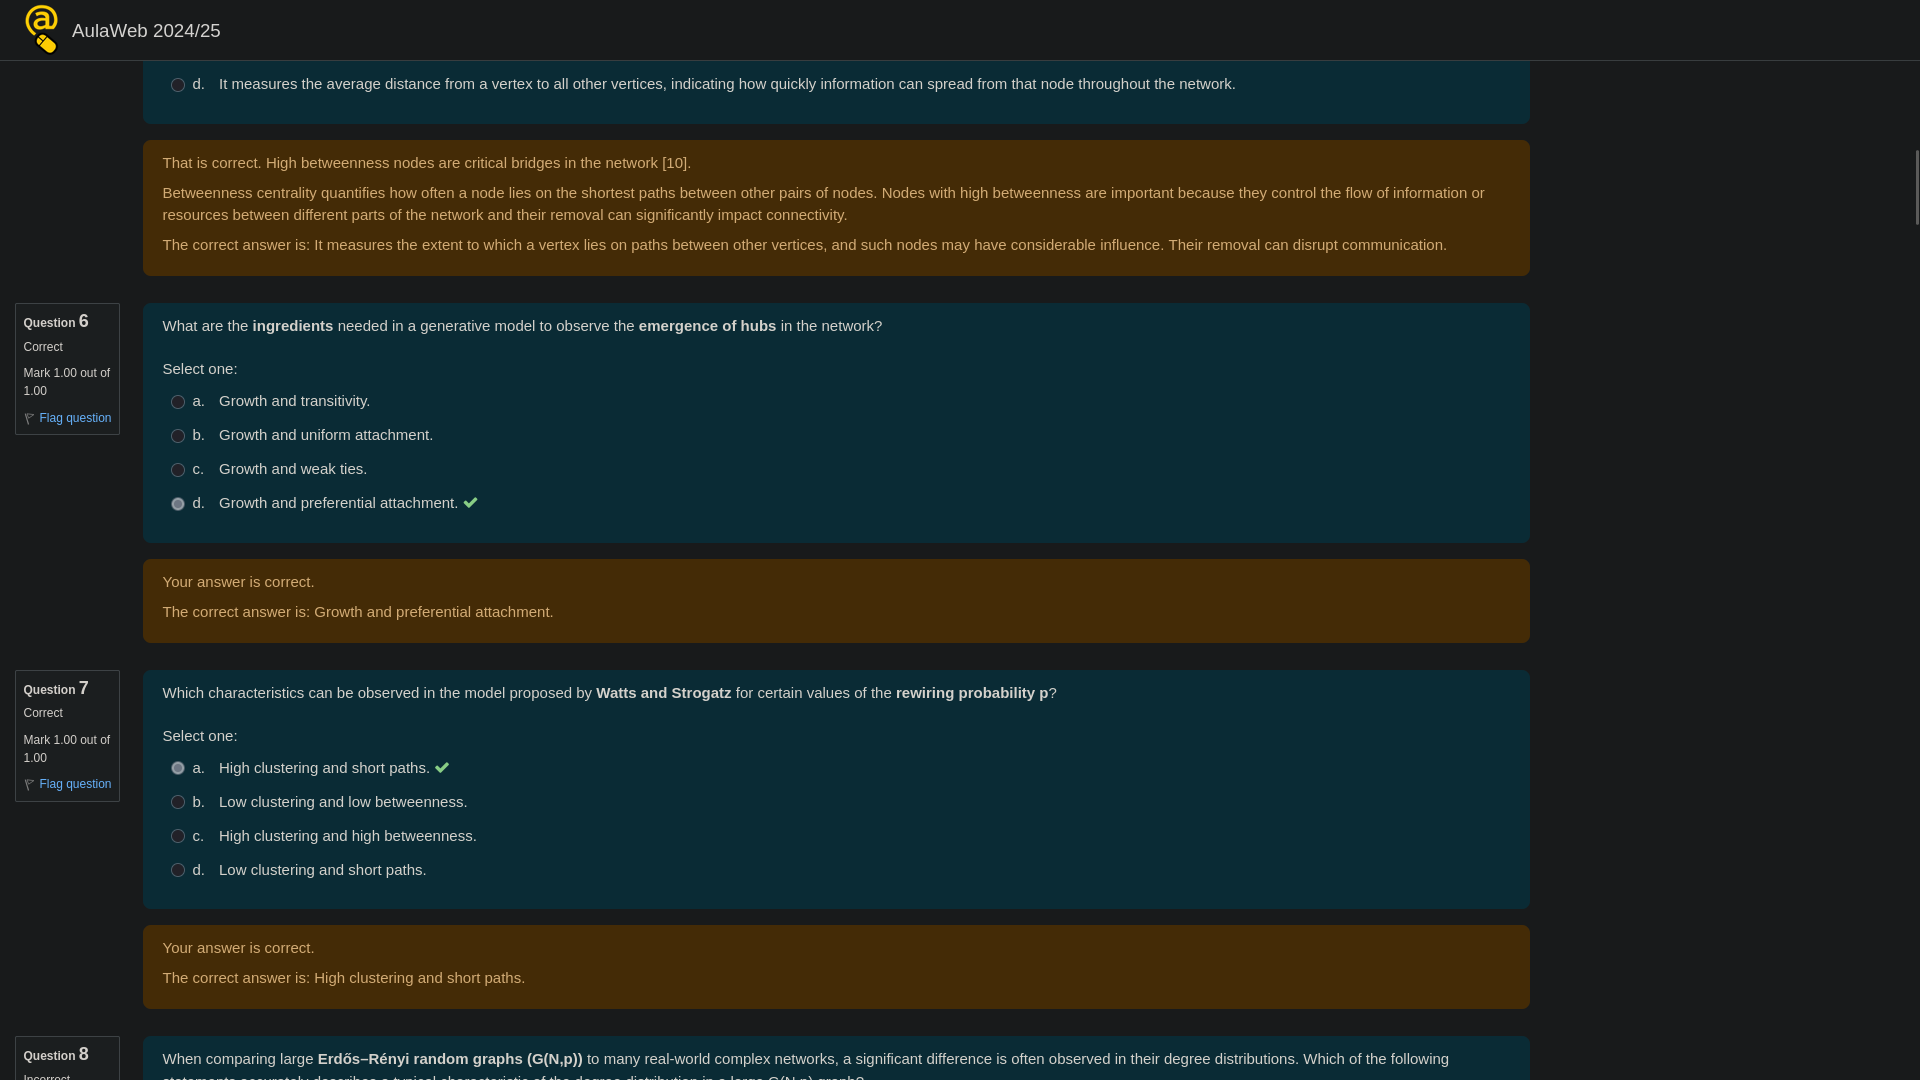 AulaWeb 2024/25
d. It measures the average distance from a vertex to all other vertices, indicating how quickly information can spread from that node throughout the network.
That is correct. High betweenness nodes are critical bridges in the network [10].
Betweenness centrality quantifies how often a node lies on the shortest paths between other pairs of nodes. Nodes with high betweenness are important because they control the flow of information or
resources between different parts of the network and their removal can significantly impact connectivity.
The correct answer is: It measures the extent to which a vertex lies on paths between other vertices, and such nodes may have considerable influence. Their removal can disrupt communication.
Question 6
Correct
Mark 1.00 out of
1.00
Flag question
What are the ingredients needed in a generative model to observe the emergence of hubs in the network?
Select one:
a. Growth and transitivity.
b. Growth and uniform attachment.
c. Growth and weak ties.
d. Growth and preferential attachment.
Your answer is correct.
The correct answer is: Growth and preferential attachment.
Question 7
Correct
Mark 1.00 out of
1.00
Flag question
Which characteristics can be observed in the model proposed by Watts and Strogatz for certain values of the rewiring probability p?
Select one:
a. High clustering and short paths.
b. Low clustering and low betweenness.
c. High clustering and high betweenness.
d. Low clustering and short paths.
Your answer is correct.
The correct answer is: High clustering and short paths.
Question 8
Incorrect
When comparing large Erdős–Rényi random graphs (G(N,p)) to many real-world complex networks, a significant difference is often observed in their degree distributions. Which of the following
statements accurately describes a typical characteristic of the degree distribution in a large G(N,p) graph?